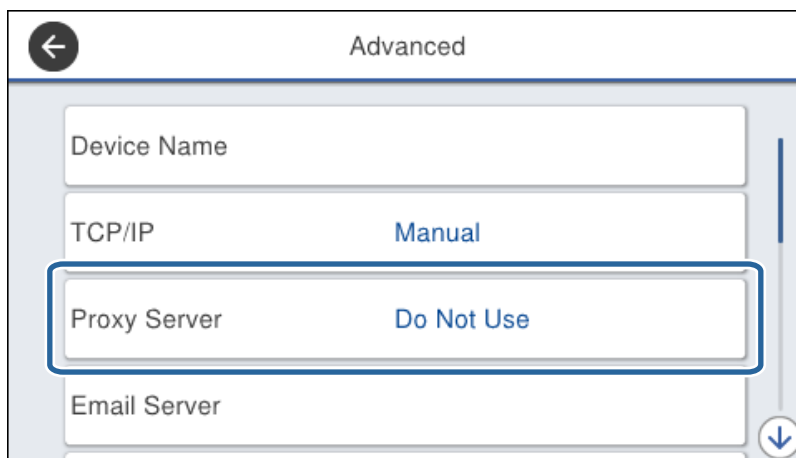 Advanced
Device Name
TCP/IP Manual
Proxy Server Do Not Use
Email Server